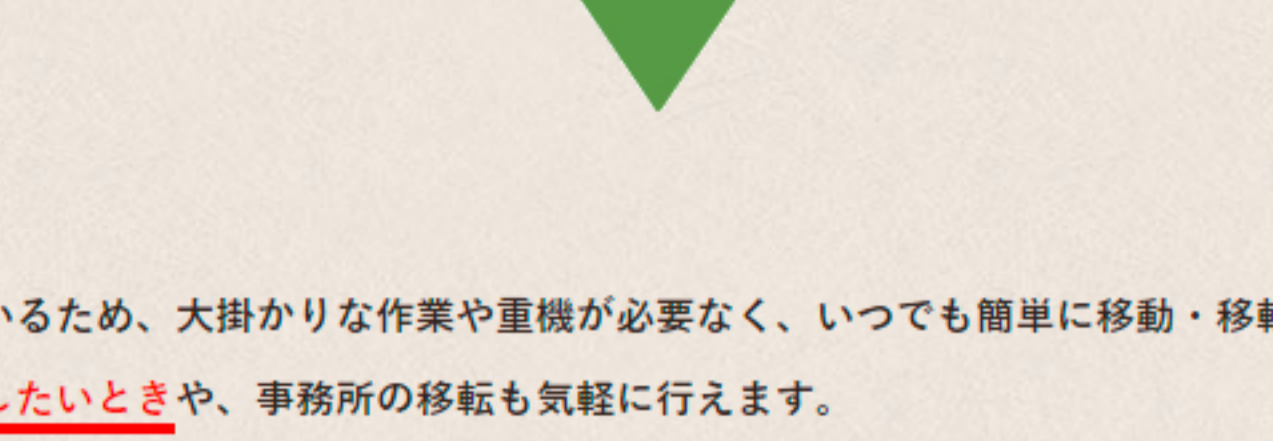 いるため、大掛かりな作業や重機が必要なく、いつでも簡単に移動・移転
したいときや、事務所の移転も気軽に行えます。